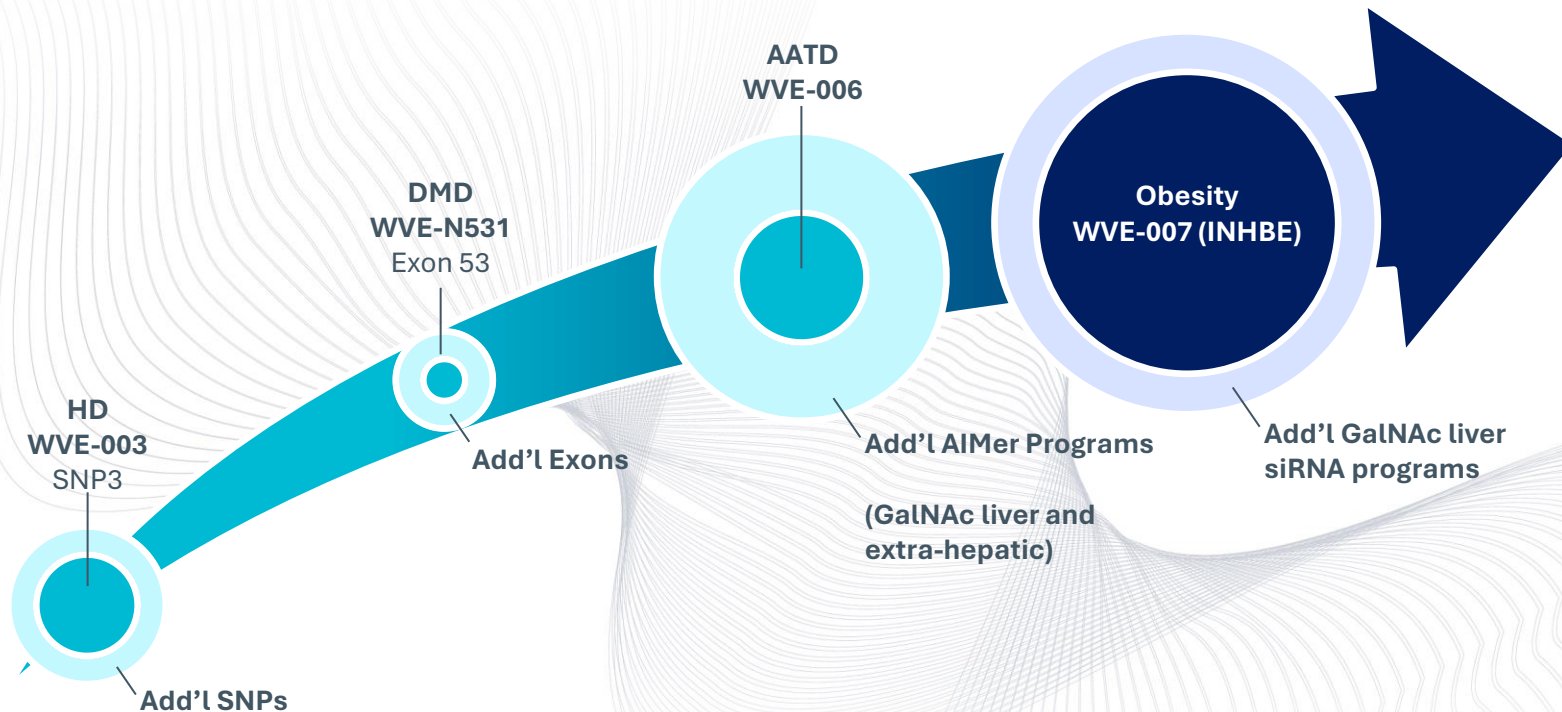 HD
WVE-003
SNP3
Add’l SNPs
DMD
WVE-N531
Exon 53
Add’l Exons
AATD
WVE-006
Add’l AIMer Programs
(GalNAc liver and
extra-hepatic)
Obesity
WVE-007 (INHBE)
Add’l GalNAc liver
siRNA programs